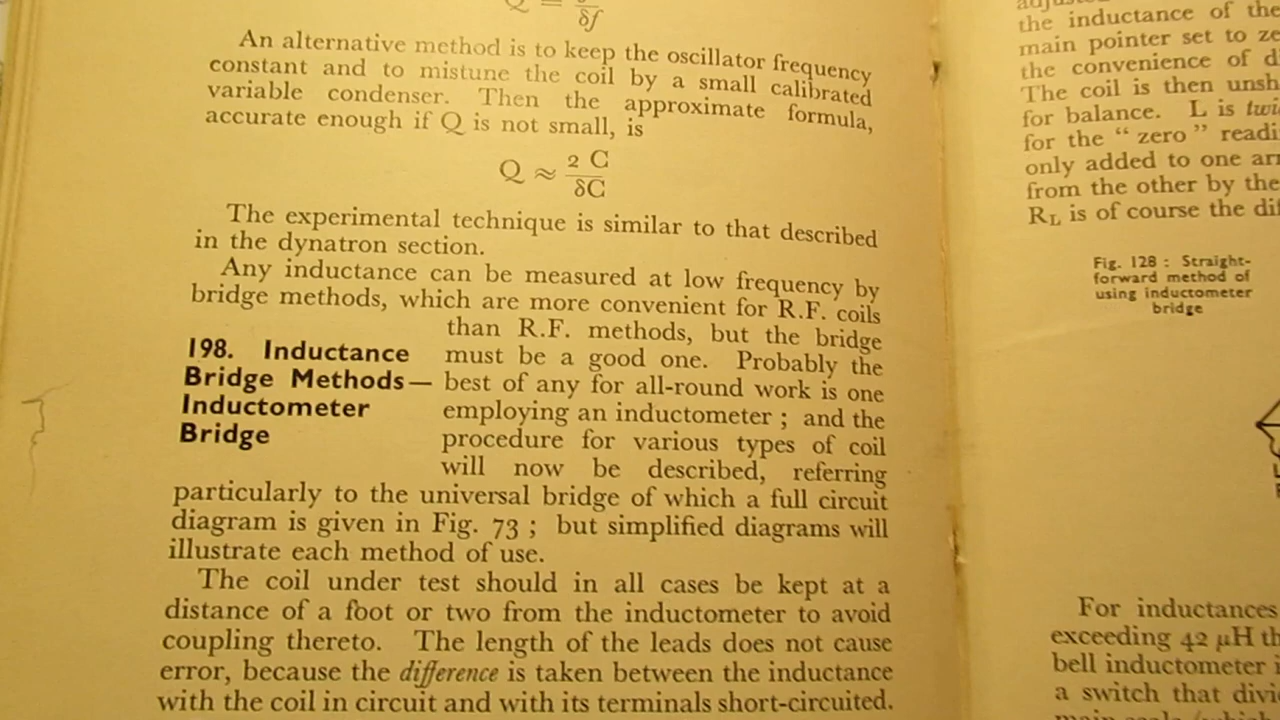 Q = δf
An alternative method is to keep the oscillator frequency
constant and to mistune the coil by a small calibrated
variable condenser. Then the approximate formula,
accurate enough if Q is not small, is
Q ≈ 2 C
δC
The experimental technique is similar to that described
in the dynatron section.
Any inductance can be measured at low frequency by
bridge methods, which are more convenient for R.F. coils
than R.F. methods, but the bridge
must be a good one. Probably the
best of any for all-round work is one
employing an inductometer ; and the
procedure for various types of coil
will now be described, referring
198. Inductance
Bridge Methods—
Inductometer
Bridge
particularly to the universal bridge of which a full circuit
diagram is given in Fig. 73 ; but simplified diagrams will
illustrate each method of use.
The coil under test should in all cases be kept at a
distance of a foot or two from the inductometer to avoid
coupling thereto. The length of the leads does not cause
error, because the difference is taken between the inductance
with the coil in circuit and with its terminals short-circuited.
the inductance of the
main pointer set to
the convenience of
The coil is then
for balance. L is
for the " zero "
only added to one
from the other by the
RL is of course the
Fig. 128 : Straight-
forward method of
using inductometer
bridge
For inductances
exceeding 42 μH
bell inductometer
a switch that